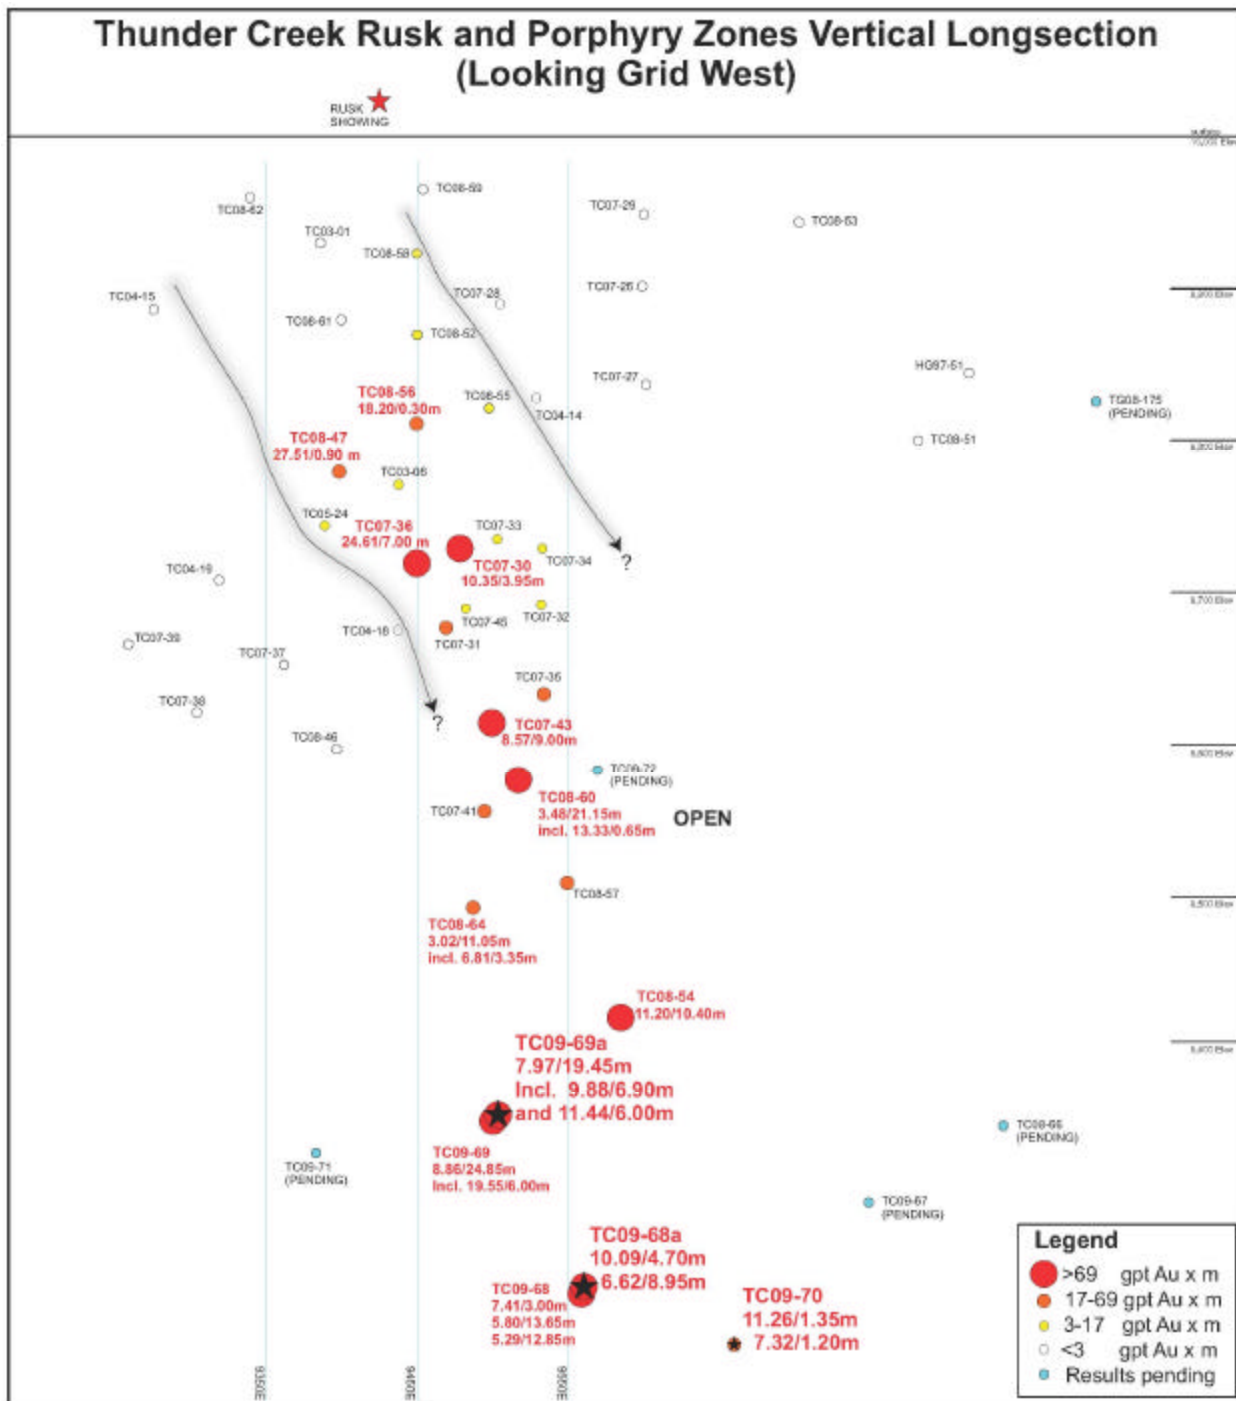 Thunder Creek Rusk and Porphyry Zones Vertical Longsection
(Looking Grid West)
RUSK
SHOWING
TC08-59
TC08-62
TC07-29
TC08-53
TC03-01
TC08-58
TC07-26
TC04-15
TC07-28
TC08-61
TC08-52
HG97-51
TC07-27
TC08-56
18.20/0.30m
TC08-55
TC04-14
TG08-175
(PENDING)
TC08-47
27.51/0.90 m
TC08-51
TC03-06
TC05-24
TC07-36
24.61/7.00 m
TC07-33
TC07-34
?
TC07-30
10.35/3.95m
TC04-19
TC07-45
TC07-32
TC04-18
TC07-31
TC07-39
TC07-37
TC07-35
TC07-38
?
TC07-43
8.57/9.00m
TC08-46
TC09-72
(PENDING)
TC08-60
3.48/21.15m
incl. 13.33/0.65m
TC07-41
OPEN
TC08-57
TC08-64
3.02/11.05m
incl. 6.81/3.35m
TC08-54
11.20/10.40m
TC09-69a
7.97/19.45m
Incl. 9.88/6.90m
and 11.44/6.00m
TC08-66
(PENDING)
TC09-69
8.86/24.85m
Incl. 19.55/6.00m
TC09-71
(PENDING)
TC09-67
(PENDING)
TC09-68a
10.09/4.70m
6.62/8.95m
TC09-68
7.41/3.00m
5.80/13.65m
5.29/12.85m
TC09-70
11.26/1.35m
7.32/1.20m
Legend
>69 gpt Au x m
17-69 gpt Au x m
3-17 gpt Au x m
<3 gpt Au x m
Results pending
9350E
9450E
9550E